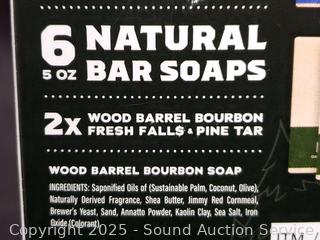 6 NATURAL
5 OZ BAR SOAPS
2x WOOD BARREL BOURBON
FRESH FALLS & PINE TAR
WOOD BARREL BOURBON SOAP
INGREDIENTS: Saponified Oils of (Sustainable Palm, Coconut, Olive),
Naturally Derived Fragrance, Shea Butter, Jimmy Red Cornmeal,
Brewer's Yeast, Sand, Annatto Powder, Kaolin Clay, Sea Salt, Iron
Oxide (Colorant)
Copyright 2025 - Sound Auction Service
ITM